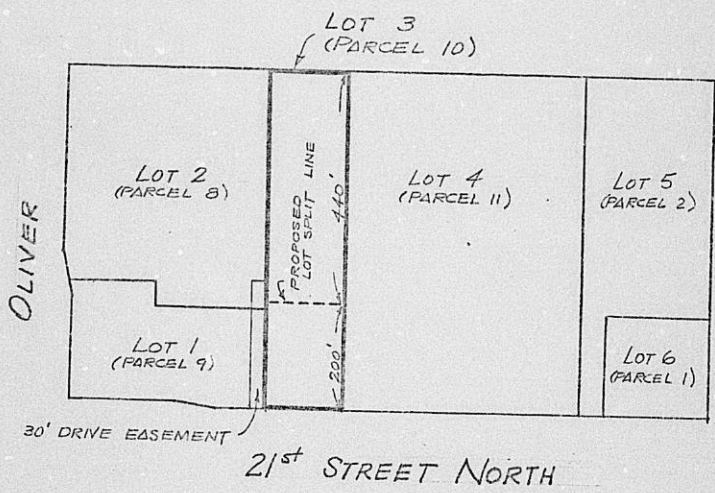 LOT 3
(PARCEL 10)
LOT 2
(PARCEL 8)
PROPOSED
LOT SPLIT LINE
440'
LOT 4
(PARCEL 11)
LOT 5
(PARCEL 2)
OLIVER
LOT 1
(PARCEL 9)
200'
LOT 6
(PARCEL 1)
30' DRIVE EASEMENT
21st STREET NORTH